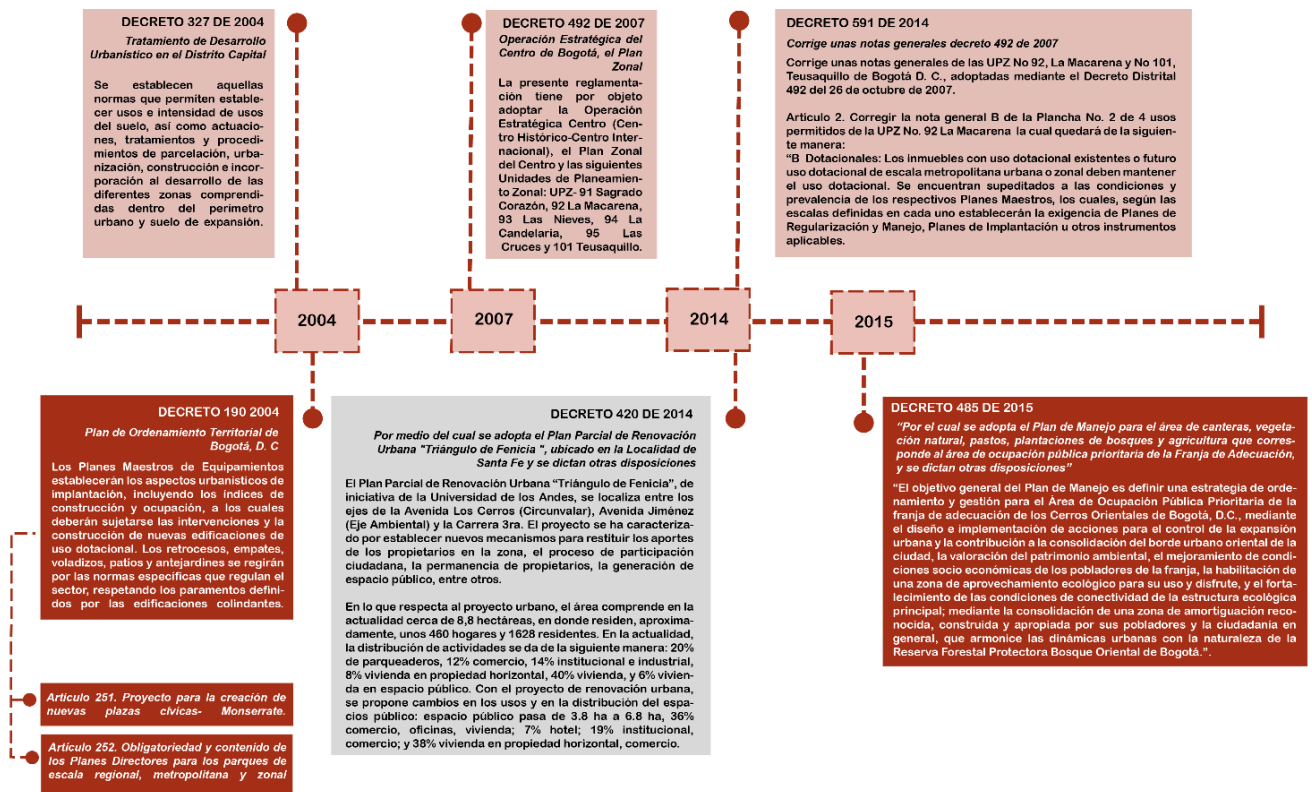 DECRETO 327 DE 2004
Tratamiento de Desarrollo
Urbanístico en el Distrito Capital
Se establecen aquellas
normas que permiten estable-
cer usos e intensidad de usos
del suelo, así como actuacio-
nes, tratamientos y procedi-
mientos de parcelación, urba-
nización, construcción e incor-
poración al desarrollo de las
diferentes zonas comprendi-
das dentro del perimetro
urbano y suelo de expansión.
DECRETO 492 DE 2007
Operación Estratégica del
Centro de Bogotá, el Plan
Zonal
La presente reglamenta-
ción tiene por objeto
adoptar la Operación
Estratégica Centro (Cen-
tro Histórico-Centro Inter-
nacional), el Plan Zonal
del Centro y las siguientes
Unidades de Planeamien-
to Zonal: UPZ- 91 Sagrado
Corazón, 92 La Macarena,
93 Las Nieves, 94 La
Candelaria, 95 Las
Cruces y 101 Teusaquillo.
DECRETO 591 DE 2014
Corrige unas notas generales decreto 492 de 2007
Corrige unas notas generales de las UPZ No 92, La Macarena y No 101,
Teusaquillo de Bogotá D. C., adoptadas mediante el Decreto Distrital
492 del 26 de octubre de 2007.
Articulo 2. Corregir la nota general B de la Plancha No. 2 de 4 usos
permitidos de la UPZ No. 92 La Macarena la cual quedará de la siguien-
te manera:
“B Dotacionales: Los inmuebles con uso dotacional existentes o futuro
uso dotacional de escala metropolitana urbana o zonal deben mantener
el uso dotacional. Se encuentran supeditados a las condiciones y
prevalencia de los respectivos Planes Maestros, los cuales, según las
escalas definidas en cada uno establecerán la exigencia de Planes de
Regularización y Manejo, Planes de Implantación u otros instrumentos
aplicables.
2004
2007
2014
2015
DECRETO 190 2004
Plan de Ordenamiento Territorial de
Bogotá, D. C
Los Planes Maestros de Equipamientos
establecerán los aspectos urbanísticos de
implantación, incluyendo los índices de
construcción y ocupación, a los cuales
deberán sujetarse las intervenciones y la
construcción de nuevas edificaciones de
uso dotacional. Los retrocesos, empates,
voladizos, patios y antejardines se regirán
por las normas específicas que regulan el
sector, respetando los paramentos defini-
dos por las edificaciones colindantes.
Articulo 251. Proyecto para la creación de
nuevas plazas cívicas- Monserrate.
Artículo 252. Obligatoriedad y contenido de
los Planes Directores para los parques de
escala regional, metropolitana y zonal
DECRETO 420 DE 2014
Por medio del cual se adopta el Plan Parcial de Renovación
Urbana "Triángulo de Fenicia ", ubicado en la Localidad de
Santa Fe y se dictan otras disposiciones
El Plan Parcial de Renovación Urbana “Triángulo de Fenicia”, de
iniciativa de la Universidad de los Andes, se localiza entre los
ejes de la Avenida Los Cerros (Circunvalar), Avenida Jiménez
(Eje Ambiental) y la Carrera 3ra. El proyecto se ha caracteriza-
do por establecer nuevos mecanismos para restituir los aportes
de los propietarios en la zona, el proceso de participación
ciudadana, la permanencia de propietarios, la generación de
espacio público, entre otros.
En lo que respecta al proyecto urbano, el área comprende en la
actualidad cerca de 8,8 hectáreas, en donde residen, aproxima-
damente, unos 460 hogares y 1628 residentes. En la actualidad,
la distribución de actividades se da de la siguiente manera: 20%
de parqueaderos, 12% comercio, 14% institucional e industrial,
8% vivienda en propiedad horizontal, 40% vivienda, y 6% vivien-
da en espacio público. Con el proyecto de renovación urbana,
se propone cambios en los usos y en la distribución del espa-
cios público: espacio público pasa de 3.8 ha a 6.8 ha, 36%
comercio, oficinas, vivienda; 7% hotel; 19% institucional,
comercio; y 38% vivienda en propiedad horizontal, comercio.
DECRETO 485 DE 2015
“Por el cual se adopta el Plan de Manejo para el área de canteras, vegeta-
ción natural, pastos, plantaciones de bosques y agricultura que corres-
ponde al área de ocupación pública prioritaria de la Franja de Adecuación,
y se dictan otras disposiciones”
“El objetivo general del Plan de Manejo es definir una estrategia de orde-
namiento y gestión para el Área de Ocupación Pública Prioritaria de la
franja de adecuación de los Cerros Orientales de Bogotá, D.C., mediante
el diseño e implementación de acciones para el control de la expansión
urbana y la contribución a la consolidación del borde urbano oriental de la
ciudad, la valoración del patrimonio ambiental, el mejoramiento de condi-
ciones socio económicas de los pobladores de la franja, la habilitación de
una zona de aprovechamiento ecológico para su uso y disfrute, y el forta-
lecimiento de las condiciones de conectividad de la estructura ecológica
principal; mediante la consolidación de una zona de amortiguación reco-
nocida, construida y apropiada por sus pobladores y la ciudadanía en
general, que armonice las dinámicas urbanas con la naturaleza de la
Reserva Forestal Protectora Bosque Oriental de Bogotá.”.